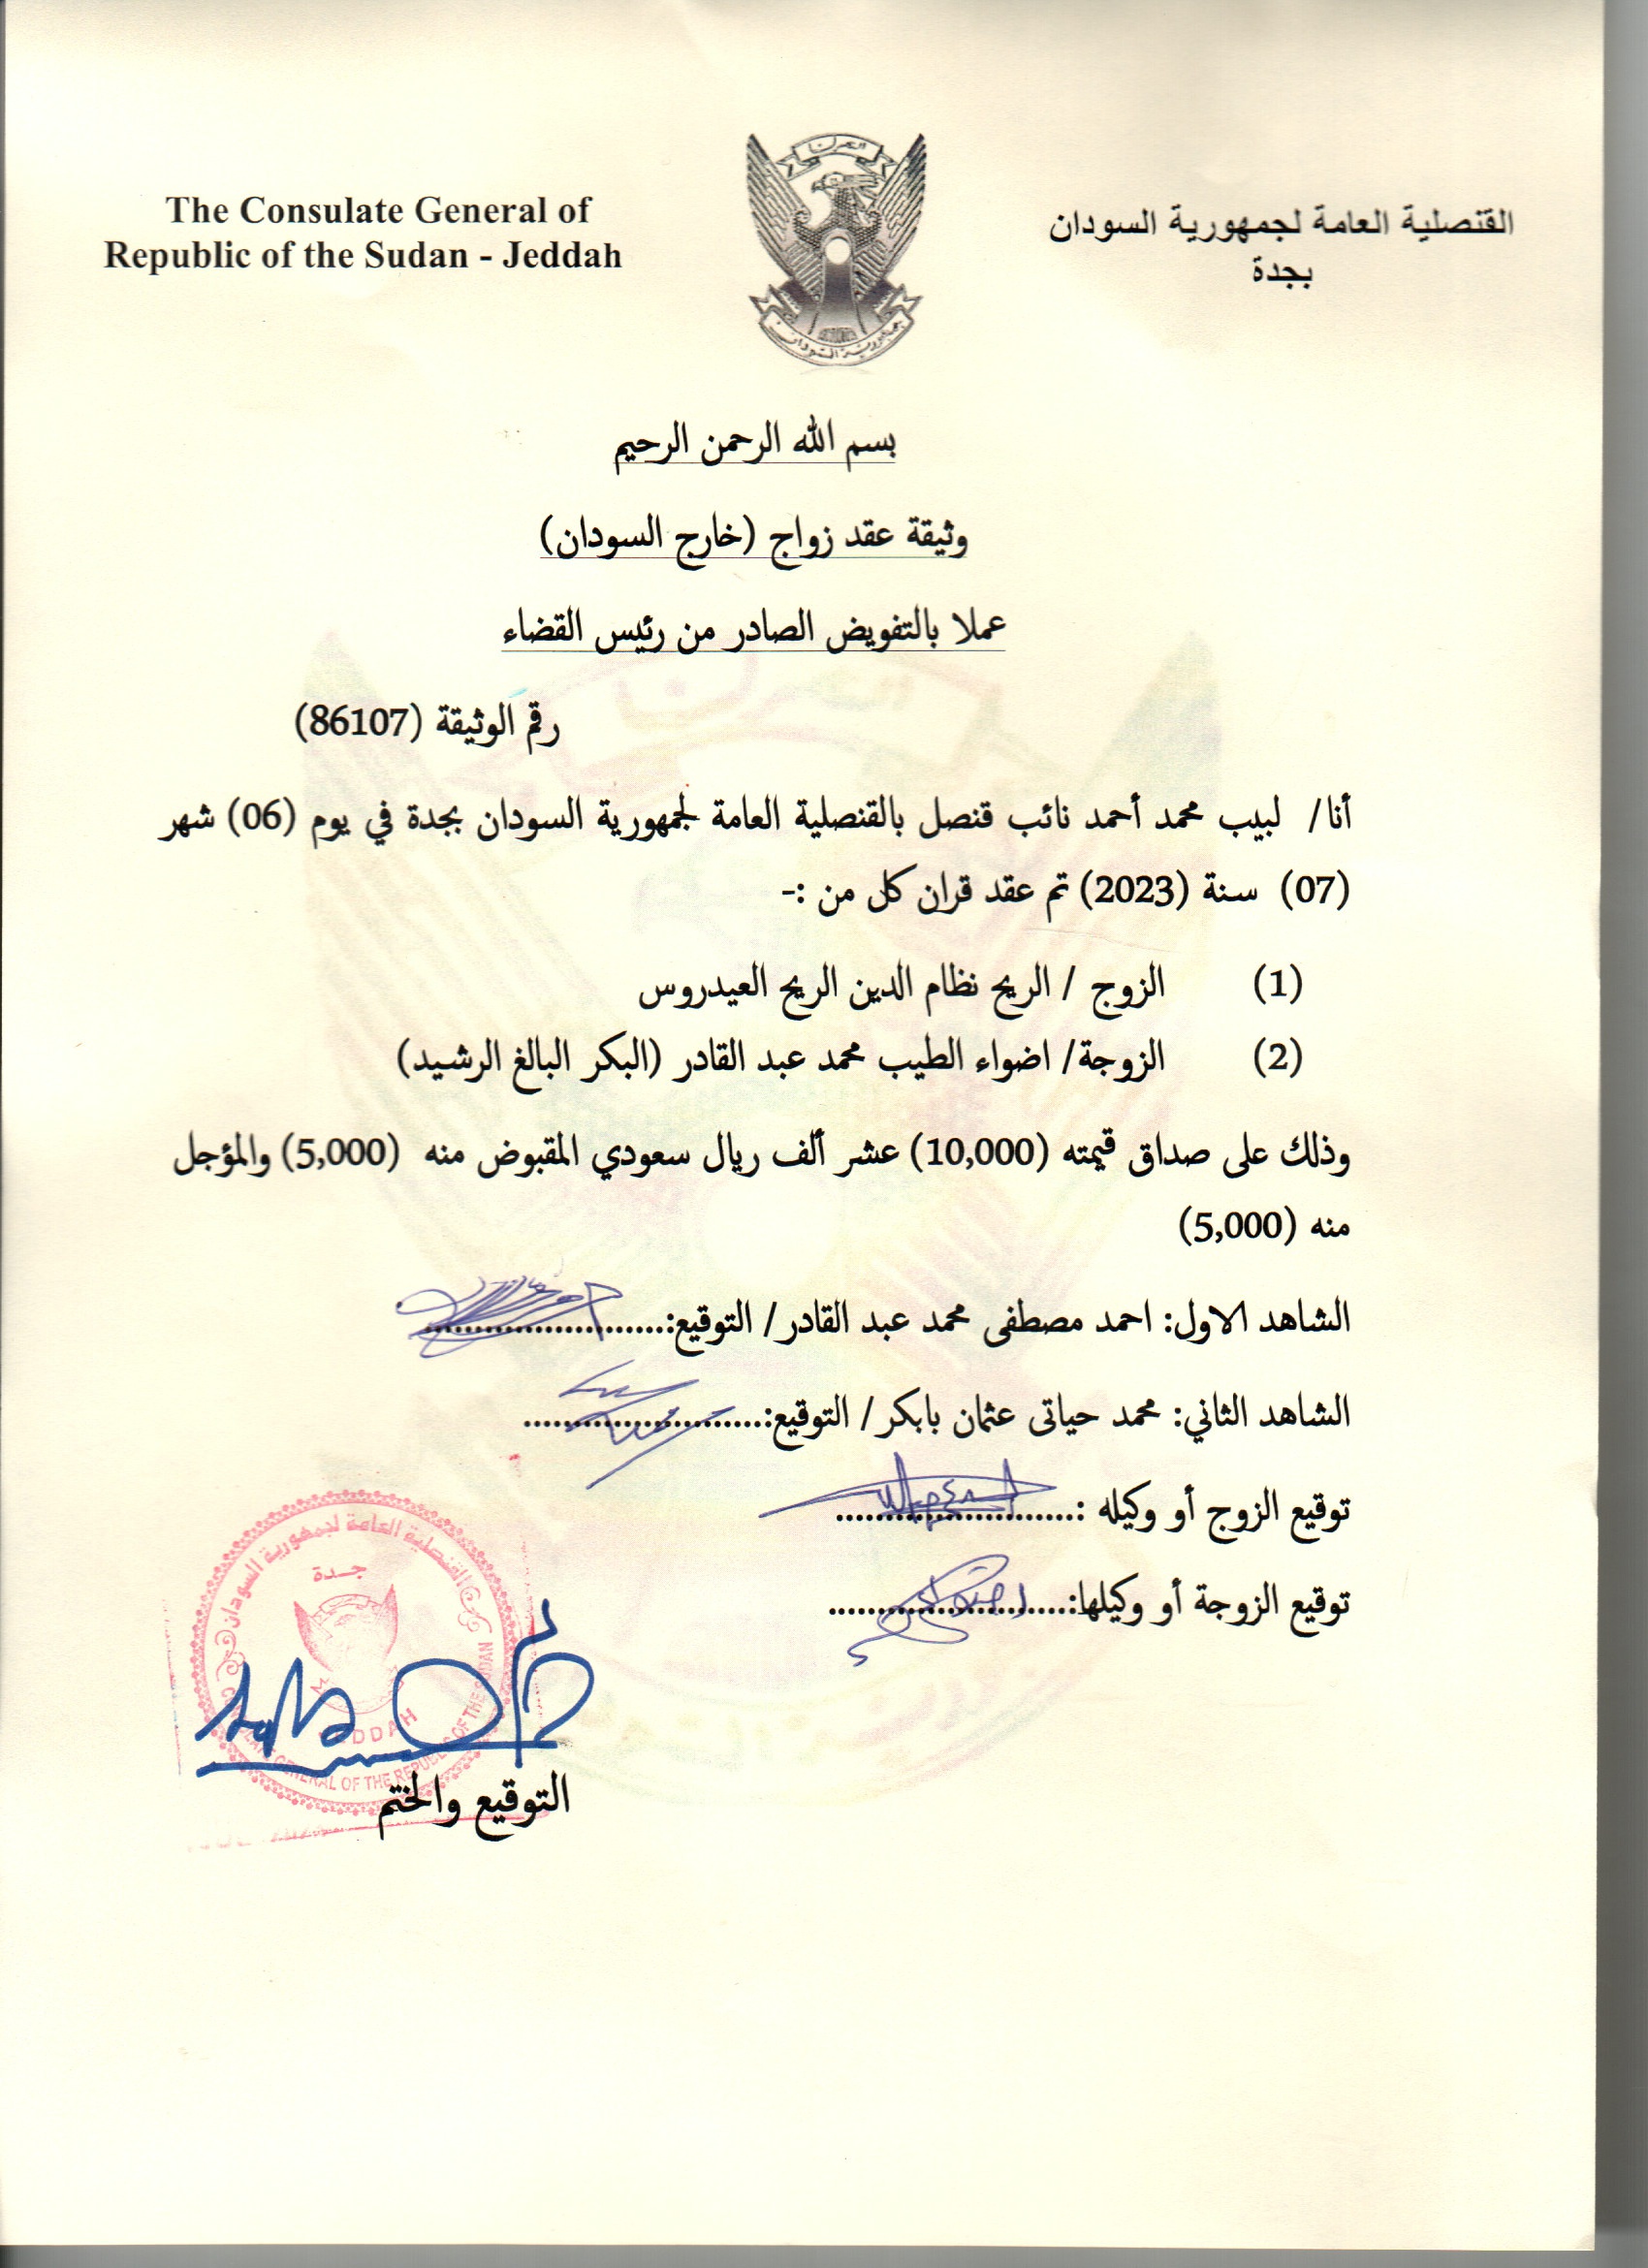 The Consulate General of
Republic of the Sudan - Jeddah
القنصلية العامة لجمهورية السودان
بجدة
بسم الله الرحمن الرحيم
وثيقة عقد زواج (خارج السودان)
عملا بالتفويض الصادر من رئيس القضاء
رقم الوثيقة (86107)
أنا/ لبيب محمد أحمد نائب قنصل بالقنصلية العامة لجمهورية السودان بجدة في يوم (06) شهر
(07) سنة (2023) تم عقد قران كل من :-
(1) الزوج / الريح نظام الدين الريح العيدروس
(2) الزوجة/ اضواء الطيب محمد عبد القادر (البكر البالغ الرشيد)
وذلك على صداق قيمته (10,000) عشر ألف ريال سعودي المقبوض منه (5,000) والمؤجل
منه (5,000)
الشاهد الاول: احمد مصطفى محمد عبد القادر/ التوقيع:........................
الشاهد الثاني: محمد حياتى عثمان بابكر/ التوقيع:........................
توقيع الزوج أو وكيله :........................
توقيع الزوجة أو وكيلها:........................
القنصلية العامة لجمهورية السودان
جدة
GENERAL OF THE REPUBLIC OF THE SUDAN
التوقيع والختم